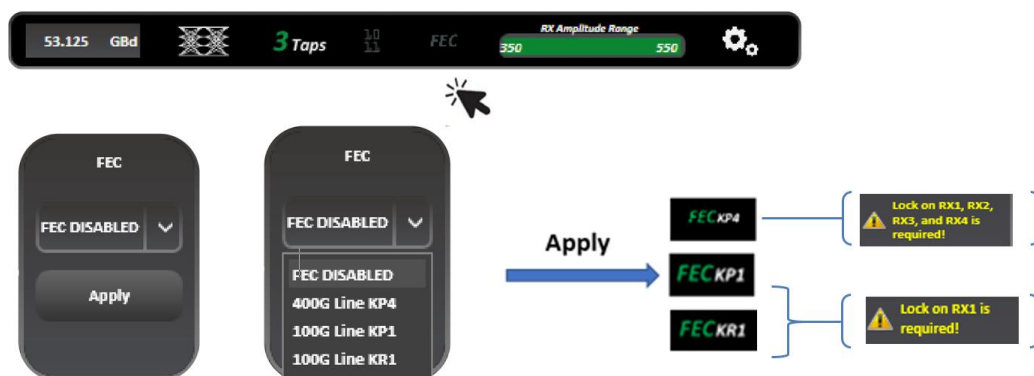 53.125 GBd
3 Taps
10
11
FEC
RX Amplitude Range
350 550
FEC
FEC DISABLED
Apply
FEC
FEC DISABLED
FEC DISABLED
400G Line KP4
100G Line KP1
100G Line KR1
Apply
FEC KP4
FEC KP1
FEC KR1
Lock on RX1, RX2,
RX3, and RX4 is
required!
Lock on RX1 is
required!